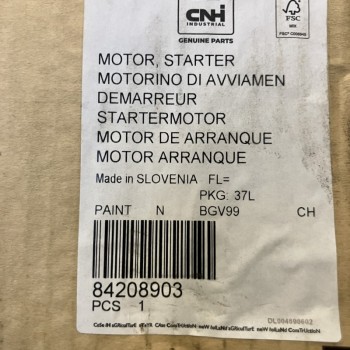 CNH
INDUSTRIAL
GENUINE PARTS
FSC
MIX
MOTOR, STARTER
MOTORINO DI AVVIAMEN
DEMARREUR
STARTERMOTOR
MOTOR DE ARRANQUE
MOTOR ARRANQUE
Made in SLOVENIA FL=
PKG: 37L
PAINT N BGV99 CH
84208903
PCS 1